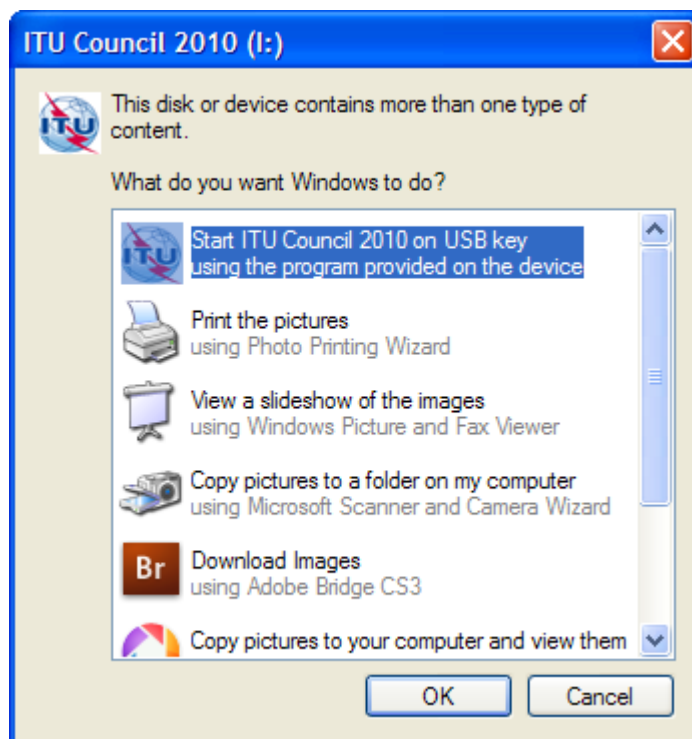 ITU Council 2010 (I:)
ITU
This disk or device contains more than one type of
content.
What do you want Windows to do?
ITU
Start ITU Council 2010 on USB key
using the program provided on the device
Print the pictures
using Photo Printing Wizard
View a slideshow of the images
using Windows Picture and Fax Viewer
Copy pictures to a folder on my computer
using Microsoft Scanner and Camera Wizard
Br
Download Images
using Adobe Bridge CS3
Copy pictures to your computer and view them
OK
Cancel